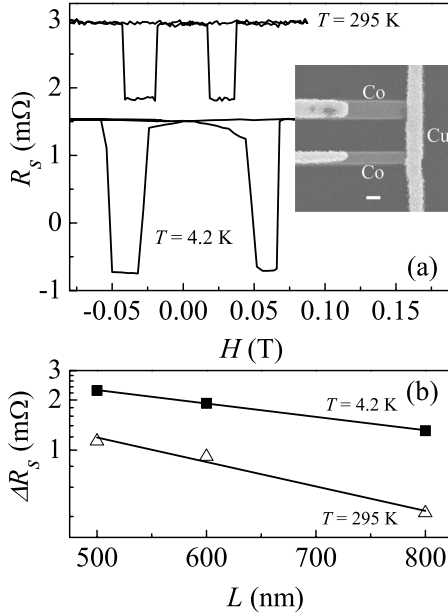 3
T = 295 K
2
1
0
-1
R_s (mΩ)
Co
Cu
Co
T = 4.2 K
(a)
-0.05 0.00 0.05 0.10 0.15
H (T)
3
2
1
ΔR_s (mΩ)
(b)
T = 4.2 K
T = 295 K
500 600 700 800
L (nm)